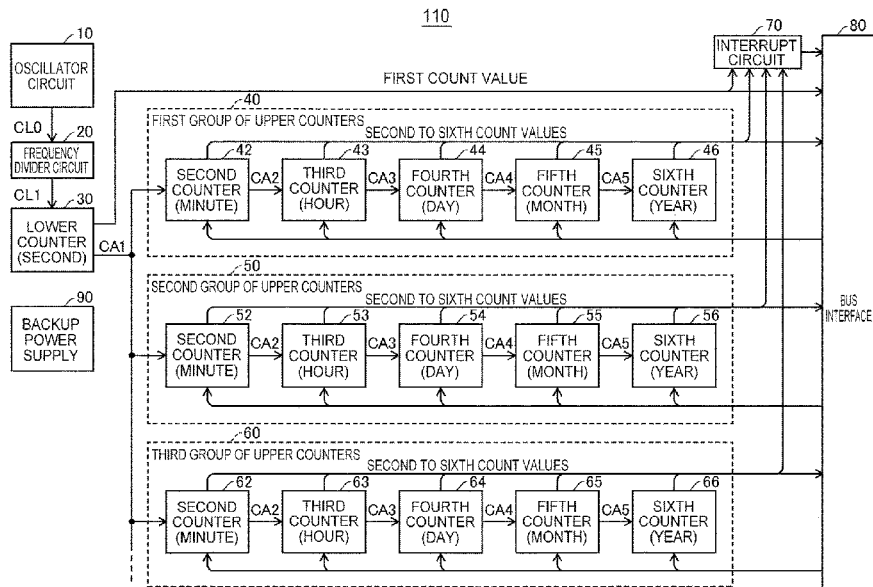 110
10
OSCILLATOR
CIRCUIT
CL0
20
FREQUENCY
DIVIDER CIRCUIT
CL1
30
LOWER
COUNTER
(SECOND)
CA1
90
BACKUP
POWER
SUPPLY
FIRST COUNT VALUE
70
INTERRUPT
CIRCUIT
80
BUS
INTERFACE
40
FIRST GROUP OF UPPER COUNTERS
SECOND TO SIXTH COUNT VALUES
42
SECOND
COUNTER
(MINUTE)
CA2
43
THIRD
COUNTER
(HOUR)
CA3
44
FOURTH
COUNTER
(DAY)
CA4
45
FIFTH
COUNTER
(MONTH)
CA5
46
SIXTH
COUNTER
(YEAR)
50
SECOND GROUP OF UPPER COUNTERS
SECOND TO SIXTH COUNT VALUES
52
SECOND
COUNTER
(MINUTE)
CA2
53
THIRD
COUNTER
(HOUR)
CA3
54
FOURTH
COUNTER
(DAY)
CA4
55
FIFTH
COUNTER
(MONTH)
CA5
56
SIXTH
COUNTER
(YEAR)
60
THIRD GROUP OF UPPER COUNTERS
SECOND TO SIXTH COUNT VALUES
62
SECOND
COUNTER
(MINUTE)
CA2
63
THIRD
COUNTER
(HOUR)
CA3
64
FOURTH
COUNTER
(DAY)
CA4
65
FIFTH
COUNTER
(MONTH)
CA5
66
SIXTH
COUNTER
(YEAR)